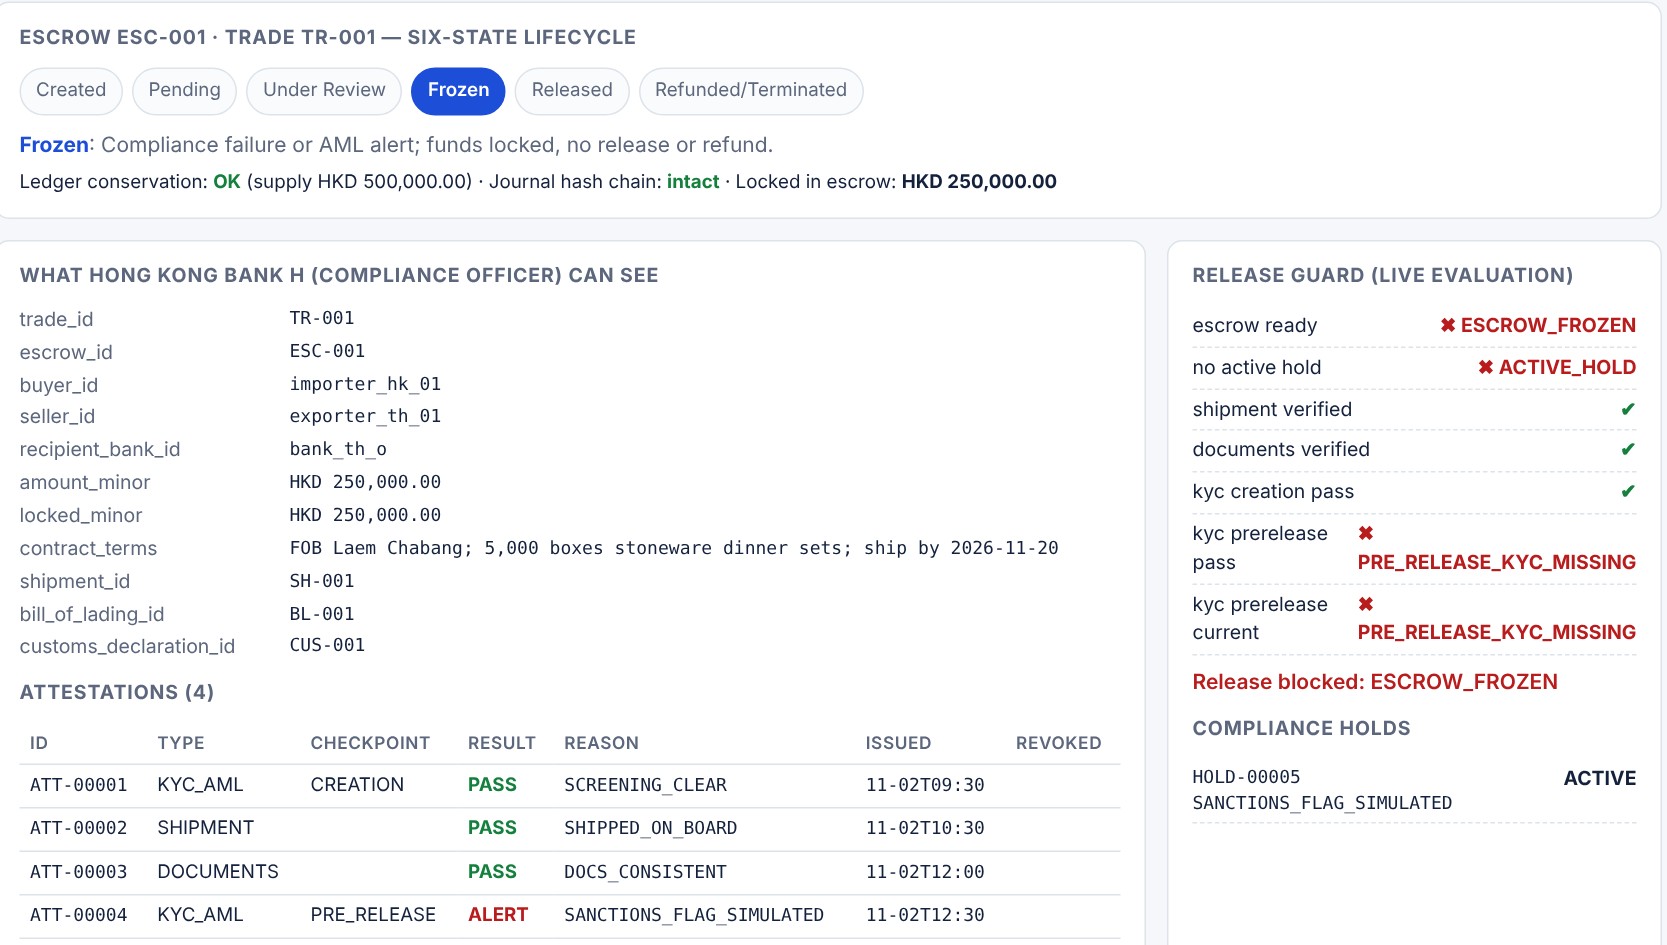 ESCROW ESC-001 · TRADE TR-001 — SIX-STATE LIFECYCLE
Created Pending Under Review Frozen Released Refunded/Terminated
Frozen: Compliance failure or AML alert; funds locked, no release or refund.
Ledger conservation: OK (supply HKD 500,000.00) · Journal hash chain: intact · Locked in escrow: HKD 250,000.00
WHAT HONG KONG BANK H (COMPLIANCE OFFICER) CAN SEE
trade_id TR-001
escrow_id ESC-001
buyer_id importer_hk_01
seller_id exporter_th_01
recipient_bank_id bank_th_o
amount_minor HKD 250,000.00
locked_minor HKD 250,000.00
contract_terms FOB Laem Chabang; 5,000 boxes stoneware dinner sets; ship by 2026-11-20
shipment_id SH-001
bill_of_lading_id BL-001
customs_declaration_id CUS-001
ATTESTATIONS (4)
ID TYPE CHECKPOINT RESULT REASON ISSUED REVOKED
ATT-00001 KYC_AML CREATION PASS SCREENING_CLEAR 11-02T09:30
ATT-00002 SHIPMENT PASS SHIPPED_ON_BOARD 11-02T10:30
ATT-00003 DOCUMENTS PASS DOCS_CONSISTENT 11-02T12:00
ATT-00004 KYC_AML PRE_RELEASE ALERT SANCTIONS_FLAG_SIMULATED 11-02T12:30
RELEASE GUARD (LIVE EVALUATION)
escrow ready ✖ ESCROW_FROZEN
no active hold ✖ ACTIVE_HOLD
shipment verified ✔
documents verified ✔
kyc creation pass ✔
kyc prerelease ✖
pass PRE_RELEASE_KYC_MISSING
kyc prerelease ✖
current PRE_RELEASE_KYC_MISSING
Release blocked: ESCROW_FROZEN
COMPLIANCE HOLDS
HOLD-00005 ACTIVE
SANCTIONS_FLAG_SIMULATED